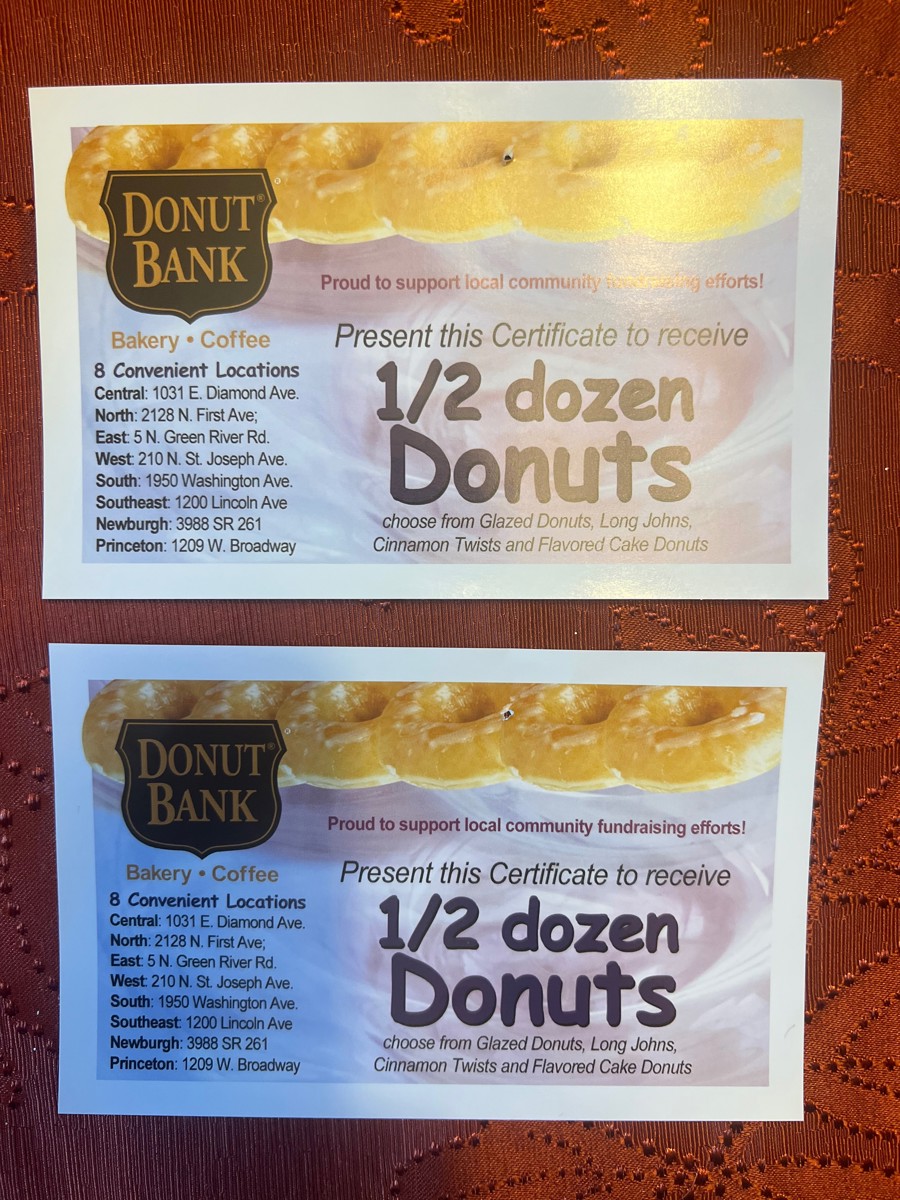 DONUT®
BANK
Bakery • Coffee
8 Convenient Locations
Central: 1031 E. Diamond Ave.
North: 2128 N. First Ave;
East: 5 N. Green River Rd.
West: 210 N. St. Joseph Ave.
South: 1950 Washington Ave.
Southeast: 1200 Lincoln Ave
Newburgh: 3988 SR 261
Princeton: 1209 W. Broadway
Proud to support local community fundraising efforts!
Present this Certificate to receive
1/2 dozen
Donuts
choose from Glazed Donuts, Long Johns,
Cinnamon Twists and Flavored Cake Donuts
DONUT®
BANK
Bakery • Coffee
8 Convenient Locations
Central: 1031 E. Diamond Ave.
North: 2128 N. First Ave;
East: 5 N. Green River Rd.
West: 210 N. St. Joseph Ave.
South: 1950 Washington Ave.
Southeast: 1200 Lincoln Ave
Newburgh: 3988 SR 261
Princeton: 1209 W. Broadway
Proud to support local community fundraising efforts!
Present this Certificate to receive
1/2 dozen
Donuts
choose from Glazed Donuts, Long Johns,
Cinnamon Twists and Flavored Cake Donuts